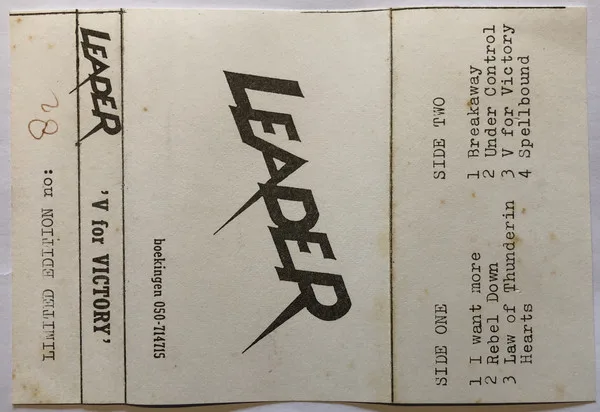 LIMITED EDITION no:
82
LEADER
'V for VICTORY'
LEADER
boekingen 050-714715
SIDE ONE
1 I want more
2 Rebel Down
3 Law of Thunderin
Hearts
SIDE TWO
1 Breakaway
2 Under Control
3 V for Victory
4 Spellbound